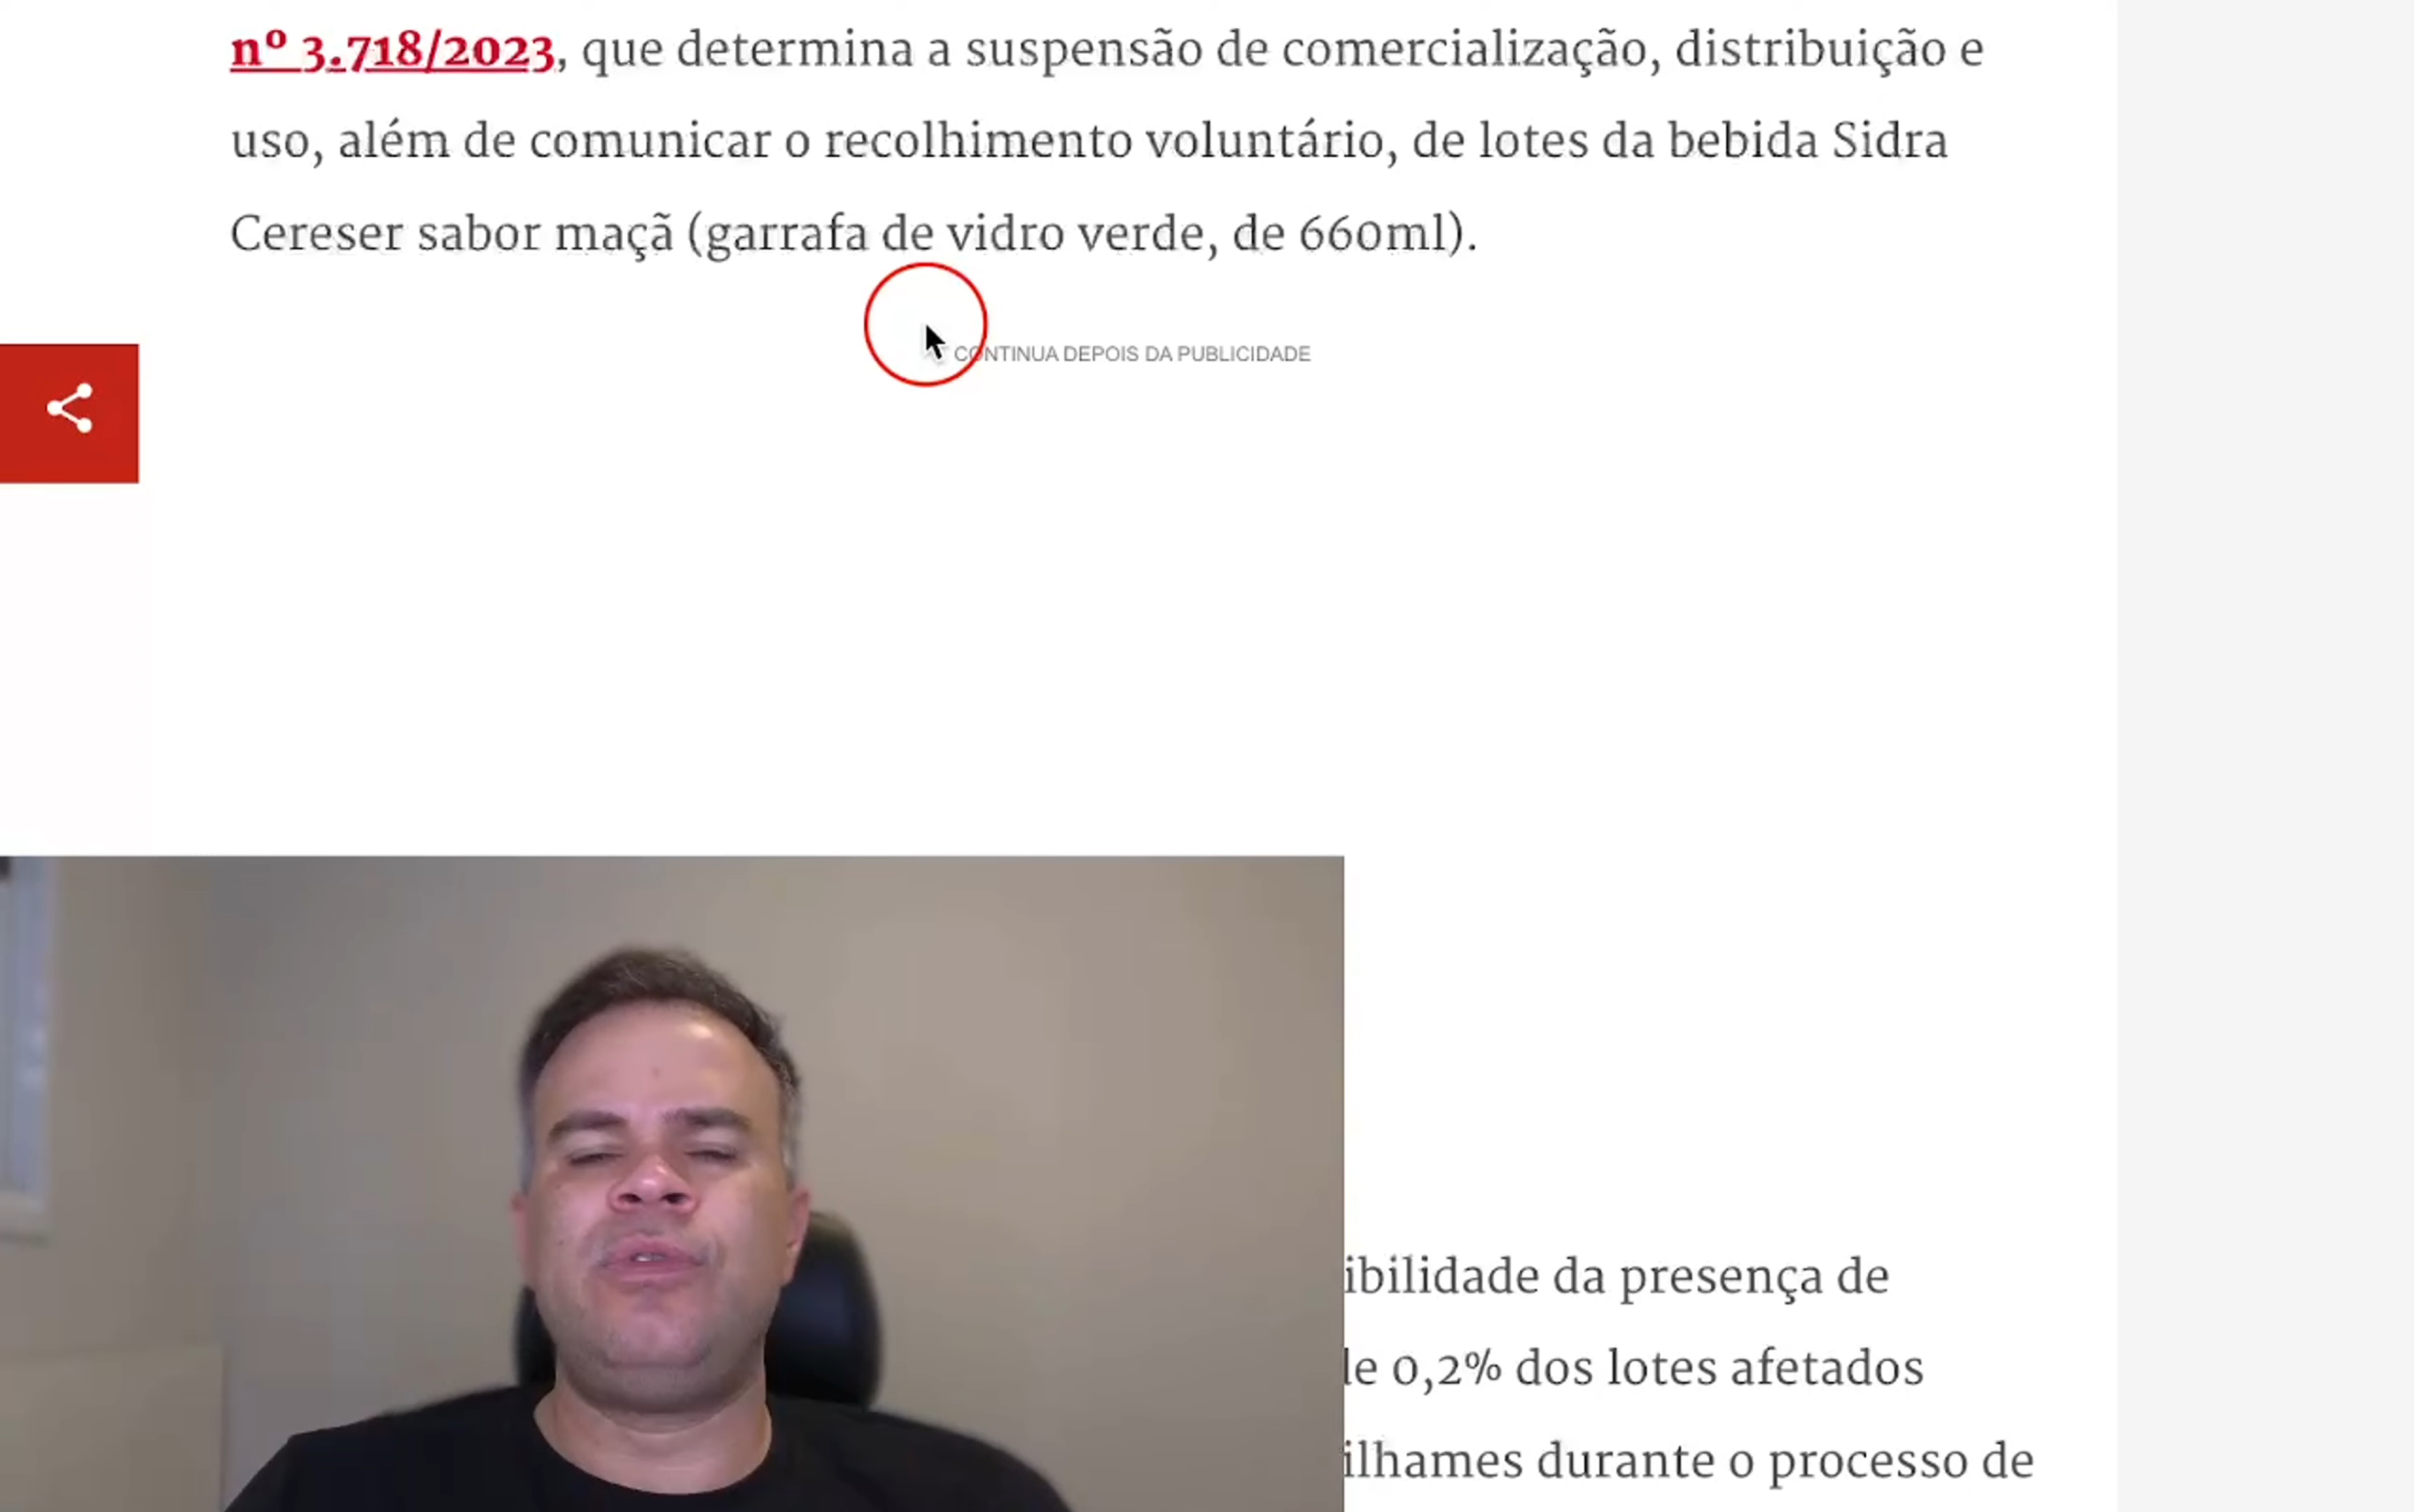 nº 3.718/2023, que determina a suspensão de comercialização, distribuição e
uso, além de comunicar o recolhimento voluntário, de lotes da bebida Sidra
Cereser sabor maçã (garrafa de vidro verde, de 660ml).
CONTINUA DEPOIS DA PUBLICIDADE
ibilidade da presença de
le 0,2% dos lotes afetados
ilhames durante o processo de